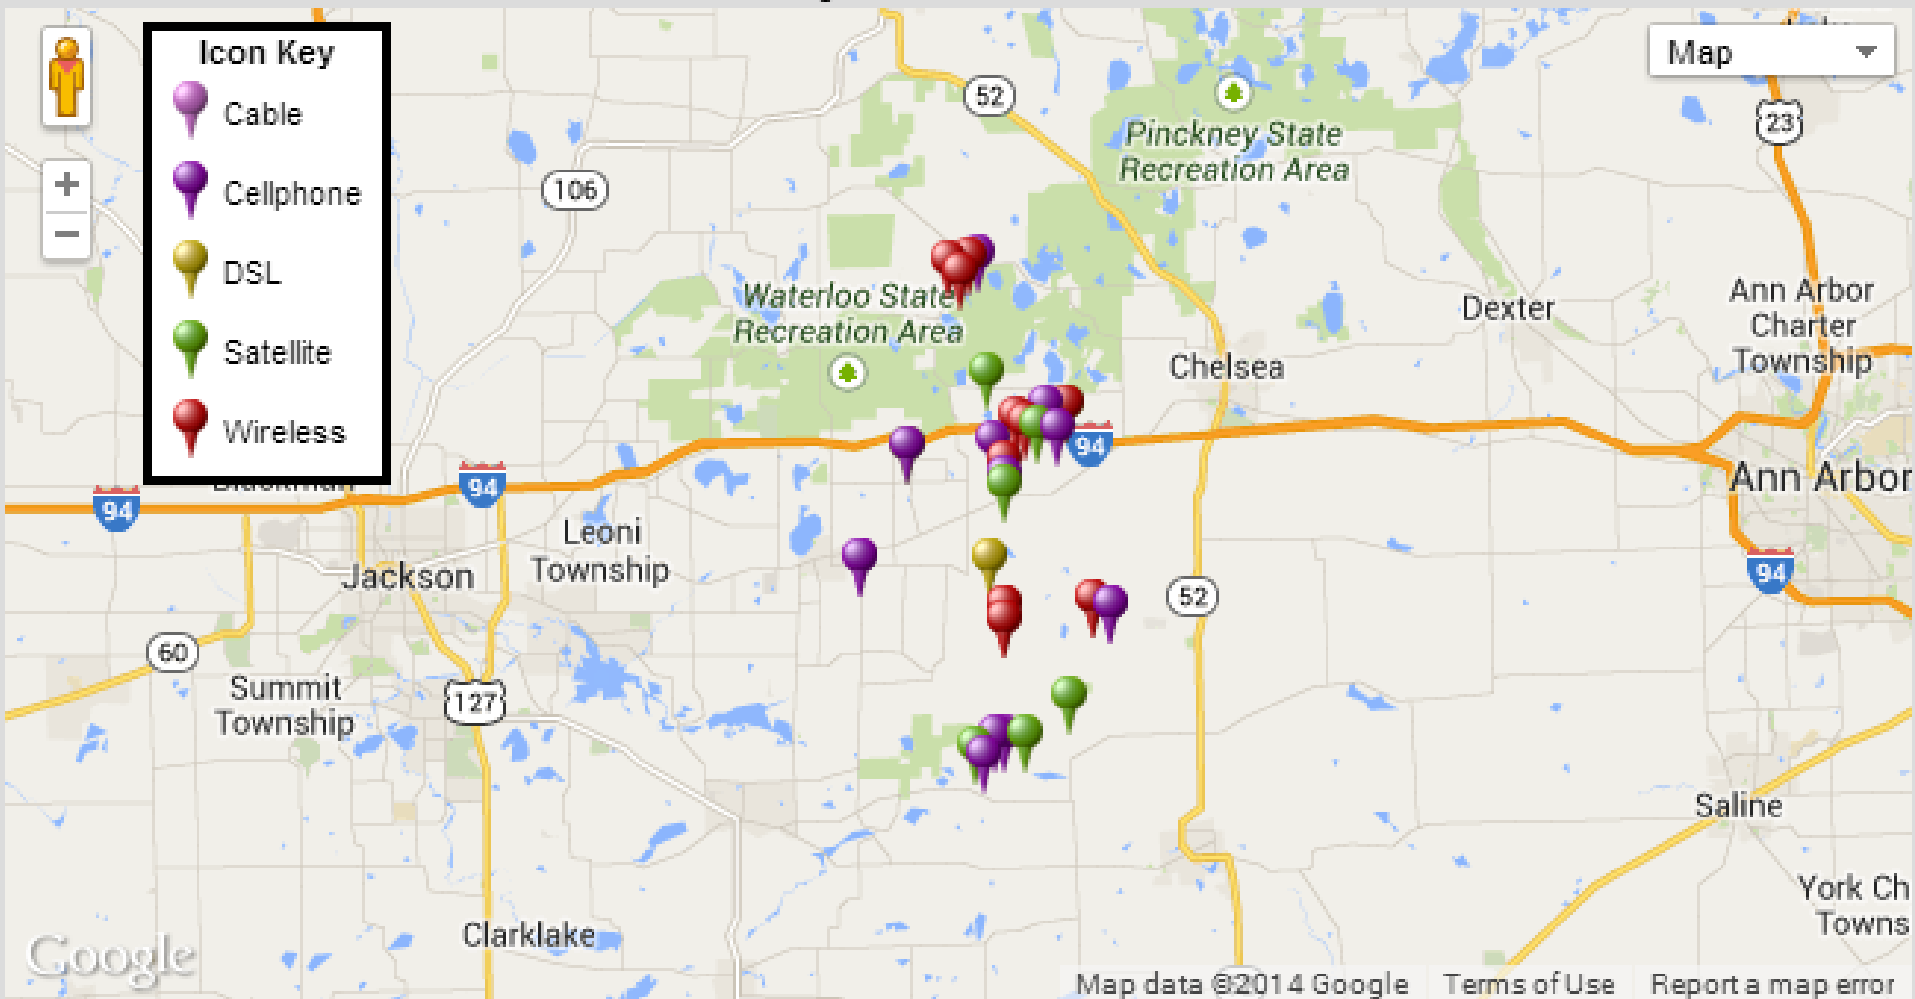 Icon Key
Cable
Cellphone
DSL
Satellite
Wireless
Map
52
23
Pinckney State
Recreation Area
106
Waterloo State
Recreation Area
Dexter
Ann Arbor
Charter
Township
Chelsea
94
94
94
Ann Arbor
Leoni
Township
Jackson
94
52
60
Summit
Township
127
Saline
York Ch
Towns
Clarklake
Google
Map data ©2014 Google
Terms of Use
Report a map error